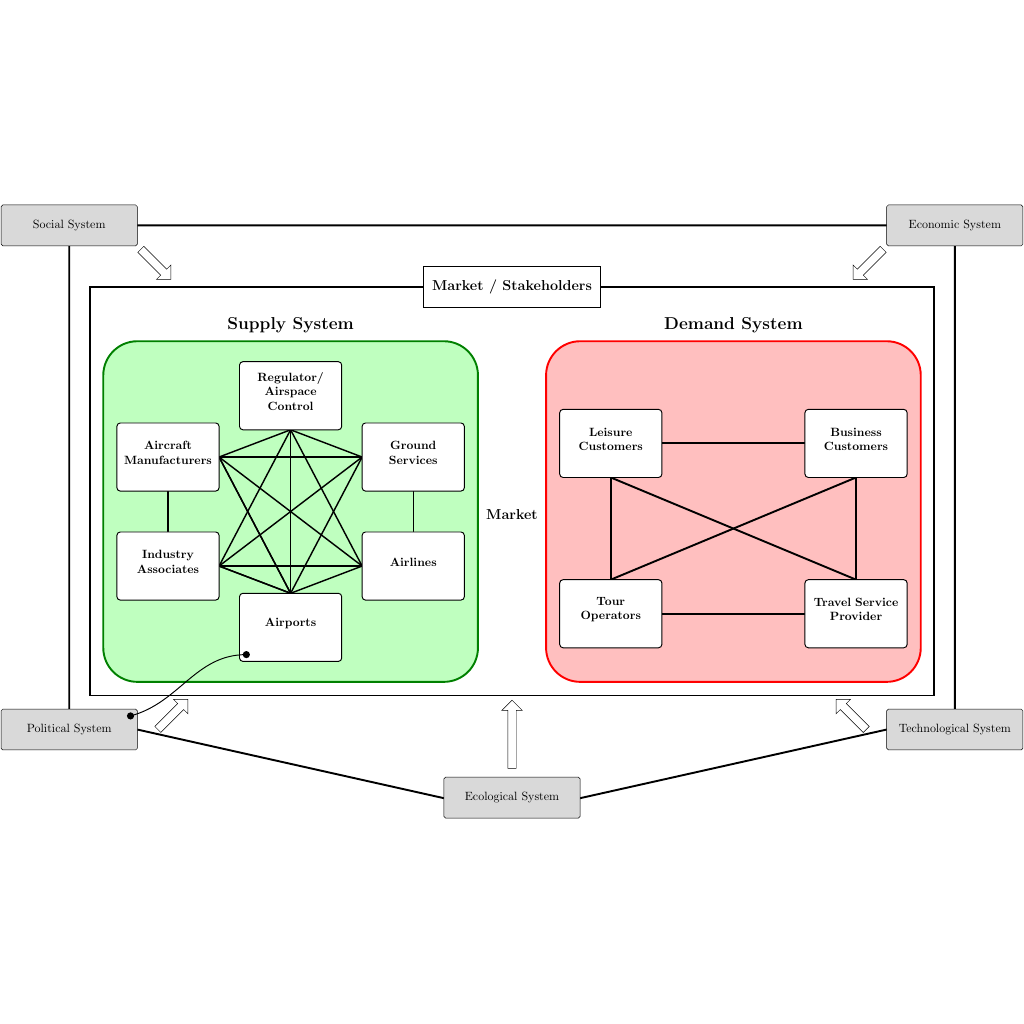 Social System
Economic System
Market / Stakeholders
Supply System
Demand System
Regulator/
Airspace
Control
Aircraft
Manufacturers
Ground
Services
Leisure
Customers
Business
Customers
Market
Industry
Associates
Airlines
Airports
Tour
Operators
Travel Service
Provider
Political System
Technological System
Ecological System